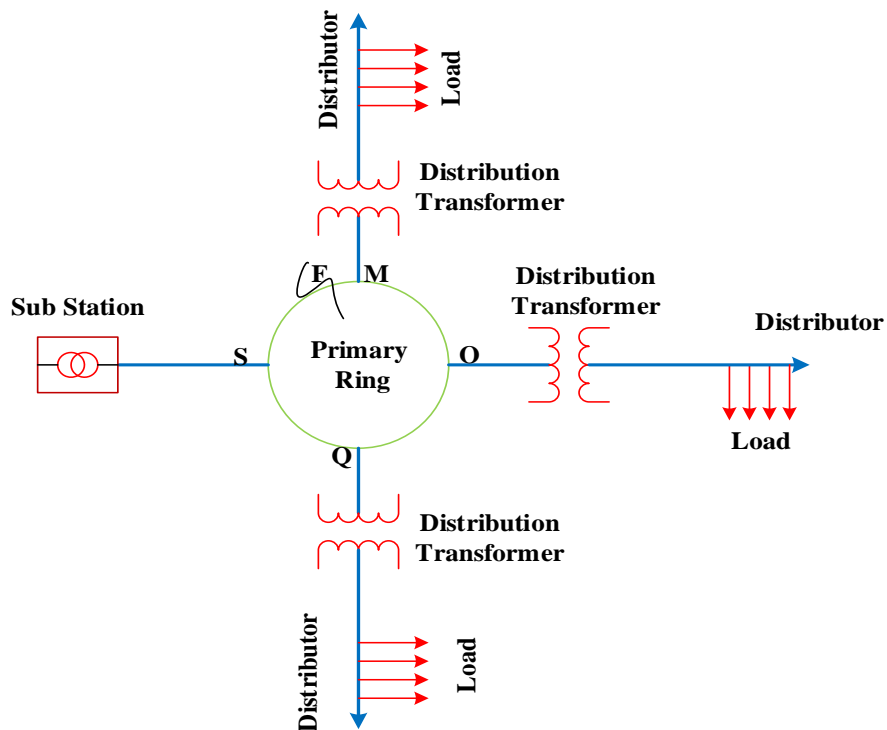 Distributor
Load
Distribution
Transformer
F
M
Distribution
Transformer
Sub Station
Distributor
S
Primary
Ring
O
Load
Q
Distribution
Transformer
Distributor
Load